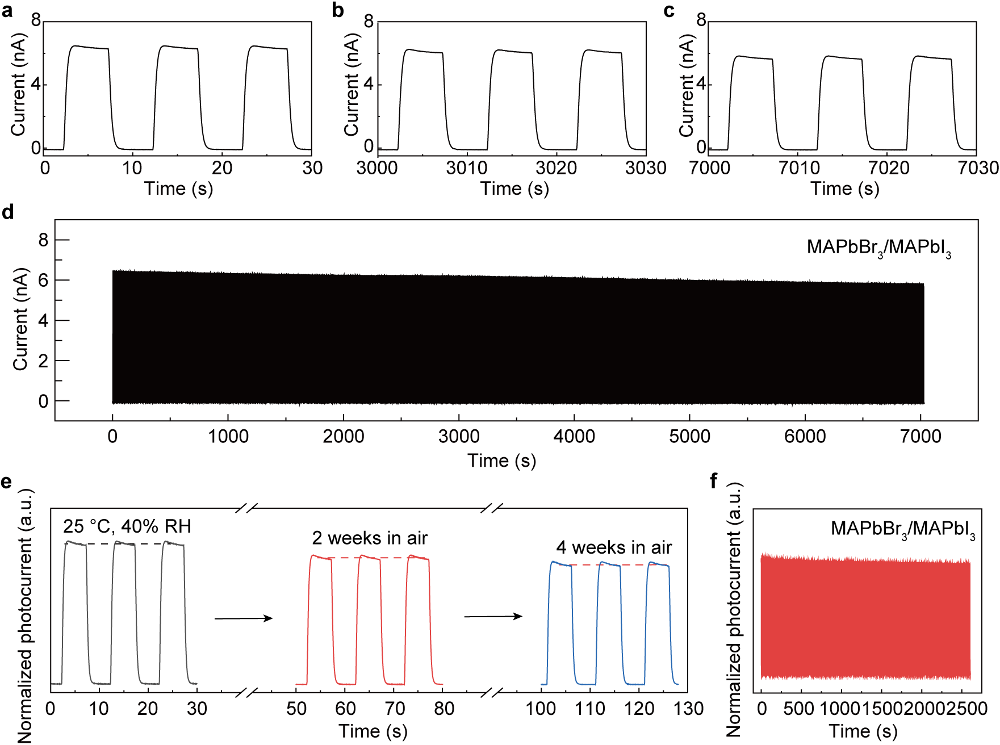 a
8
4
0
Current (nA)
0 10 20 30
Time (s)
b
8
4
0
Current (nA)
3000 3010 3020 3030
Time (s)
c
8
4
0
Current (nA)
7000 7010 7020 7030
Time (s)
d
MAPbBr3/MAPbI3
8
6
4
2
0
Current (nA)
0 1000 2000 3000 4000 5000 6000 7000
Time (s)
e
Normalized photocurrent (a.u.)
25 °C, 40% RH
2 weeks in air
4 weeks in air
0 10 20 30 50 60 70 80 100 110 120 130
Time (s)
f
Normalized photocurrent (a.u.)
MAPbBr3/MAPbI3
0 500 1000 1500 2000 2500
Time (s)